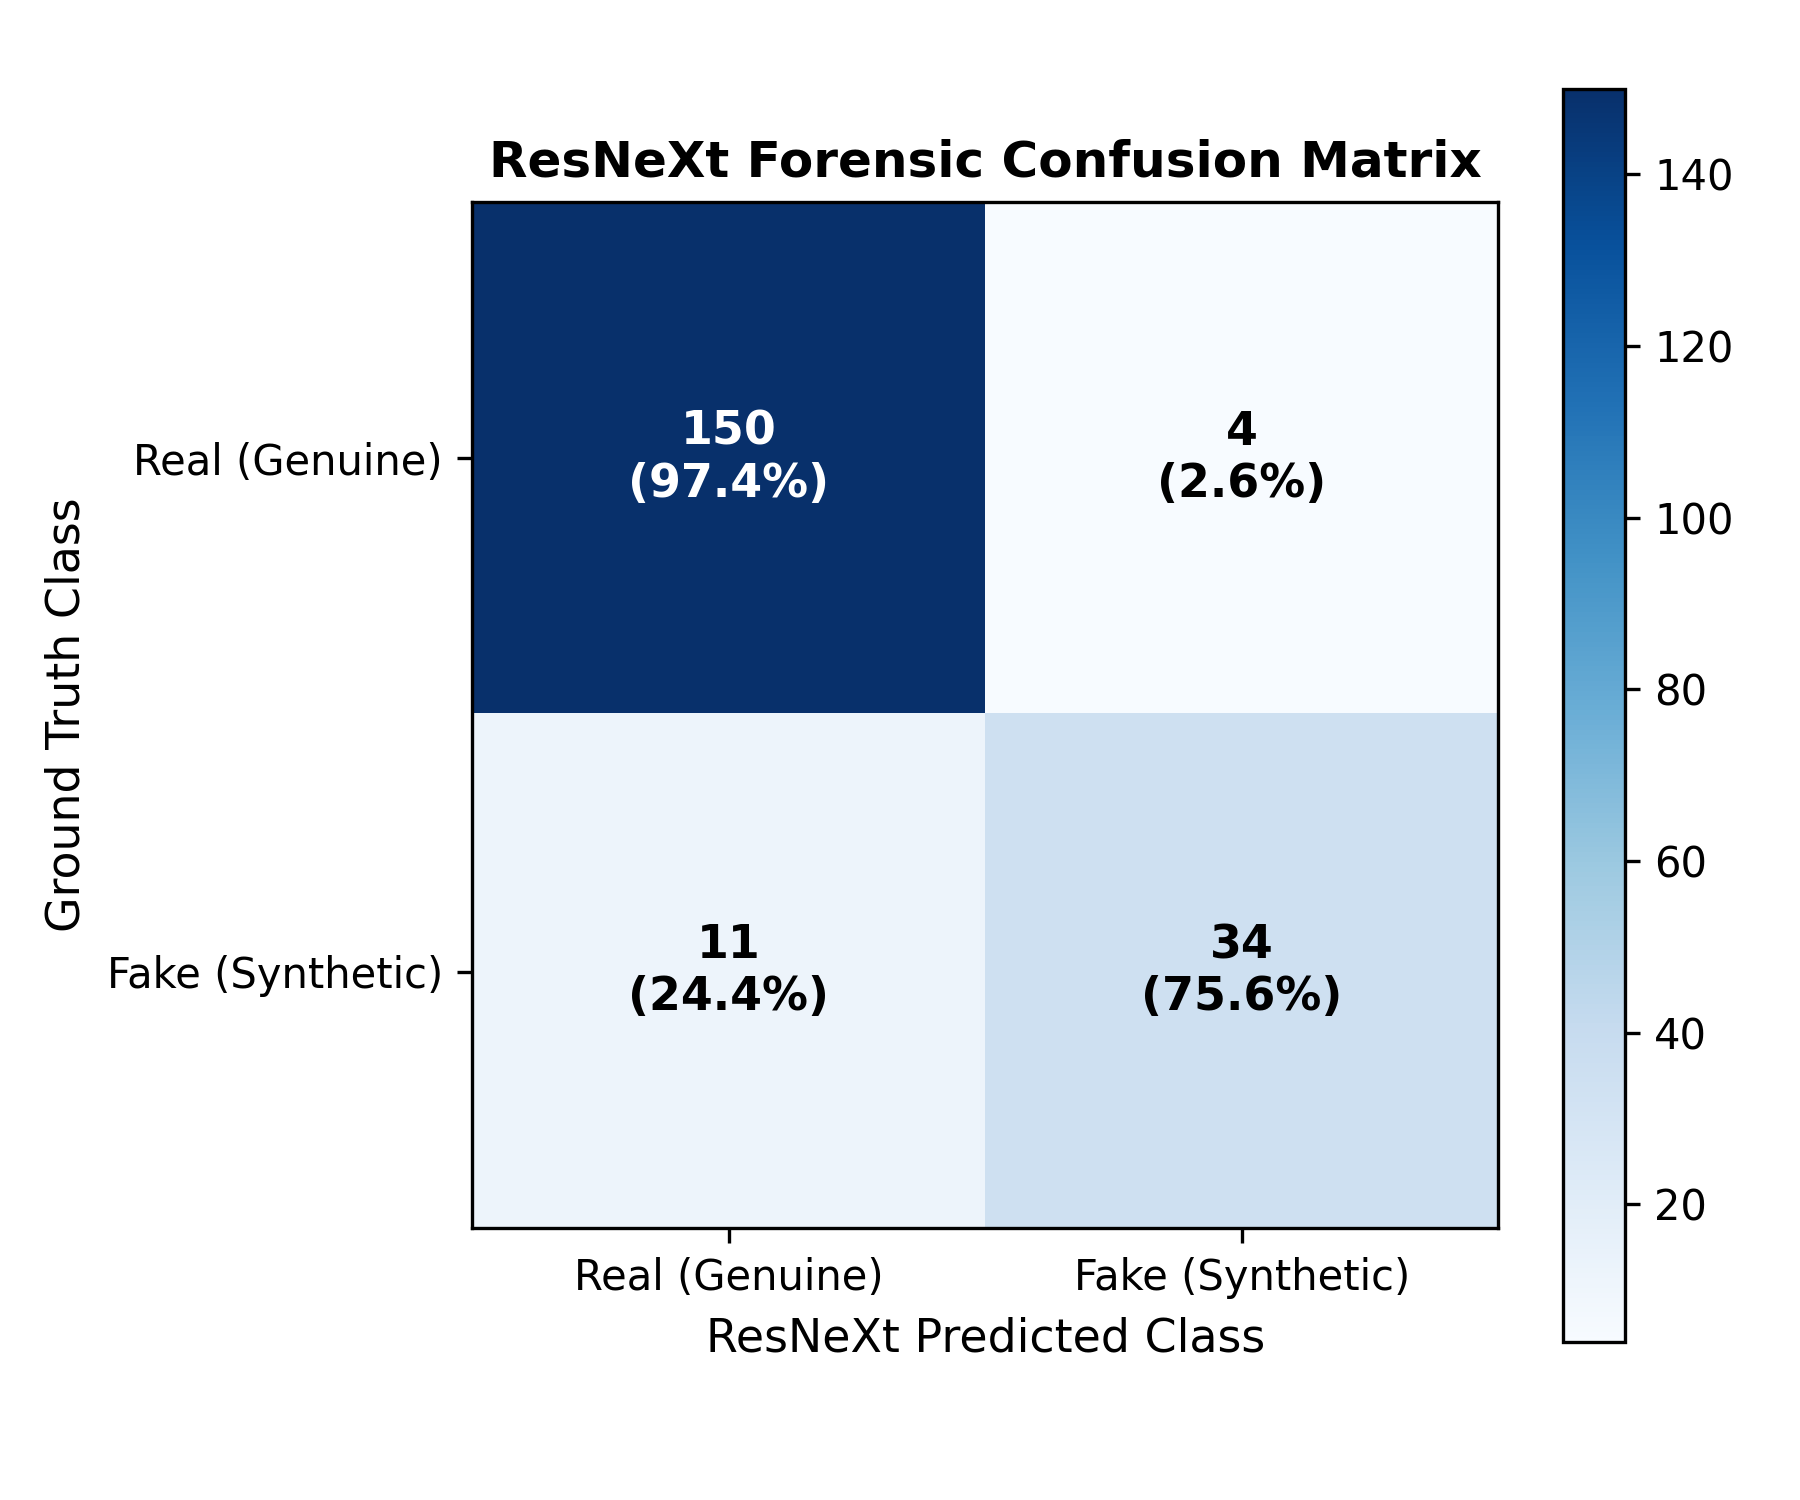 ResNeXt Forensic Confusion Matrix
Ground Truth Class
Real (Genuine)
Fake (Synthetic)
150
(97.4%)
4
(2.6%)
11
(24.4%)
34
(75.6%)
Real (Genuine)
Fake (Synthetic)
ResNeXt Predicted Class
140
120
100
80
60
40
20